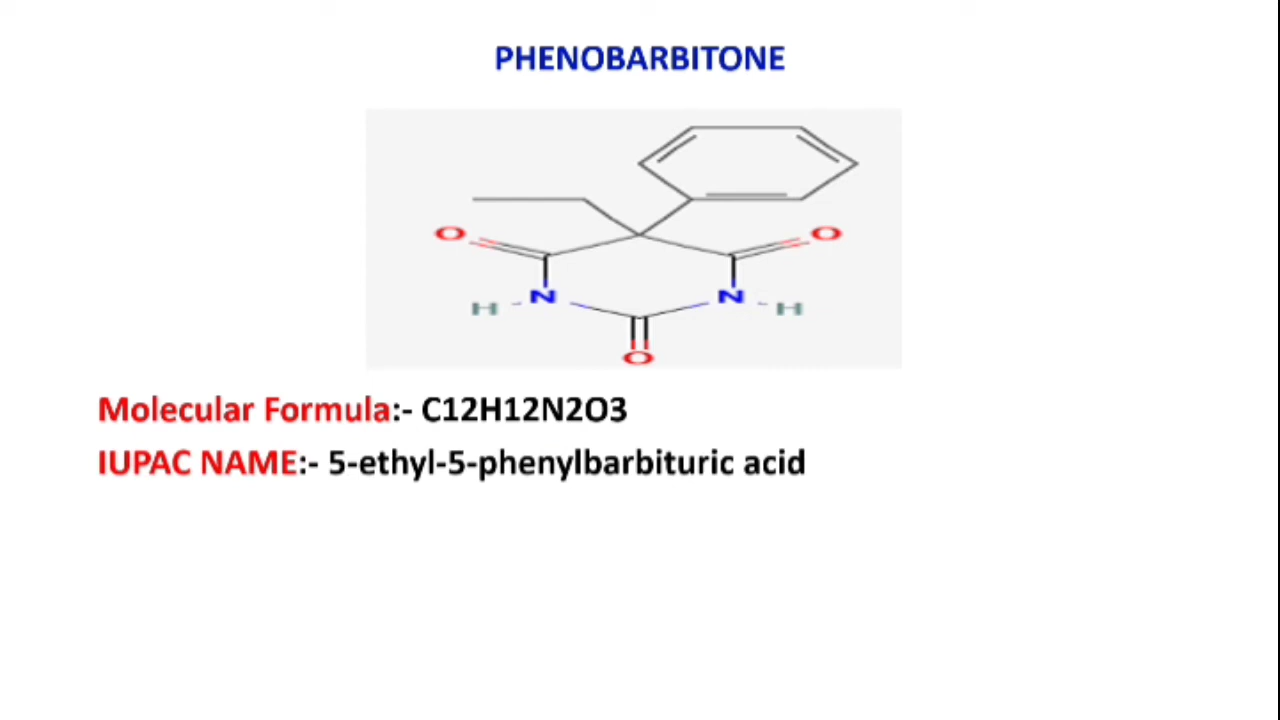 PHENOBARBITONE
O O
H N N H
O
Molecular Formula:- C12H12N2O3
IUPAC NAME:- 5-ethyl-5-phenylbarbituric acid